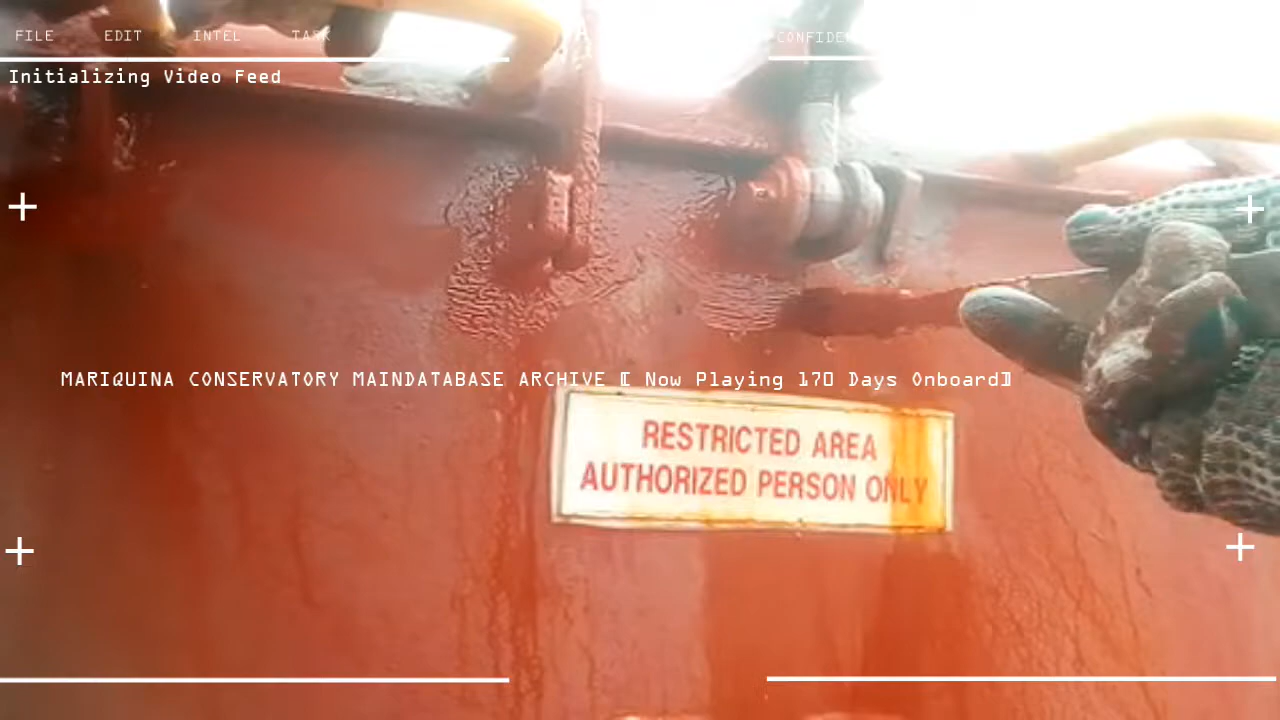 FILE EDIT INTEL TASK
Initializing Video Feed
MARIQUINA CONSERVATORY MAINDATABASE ARCHIVE [ Now Playing 170 Days Onboard]
RESTRICTED AREA
AUTHORIZED PERSON ONLY